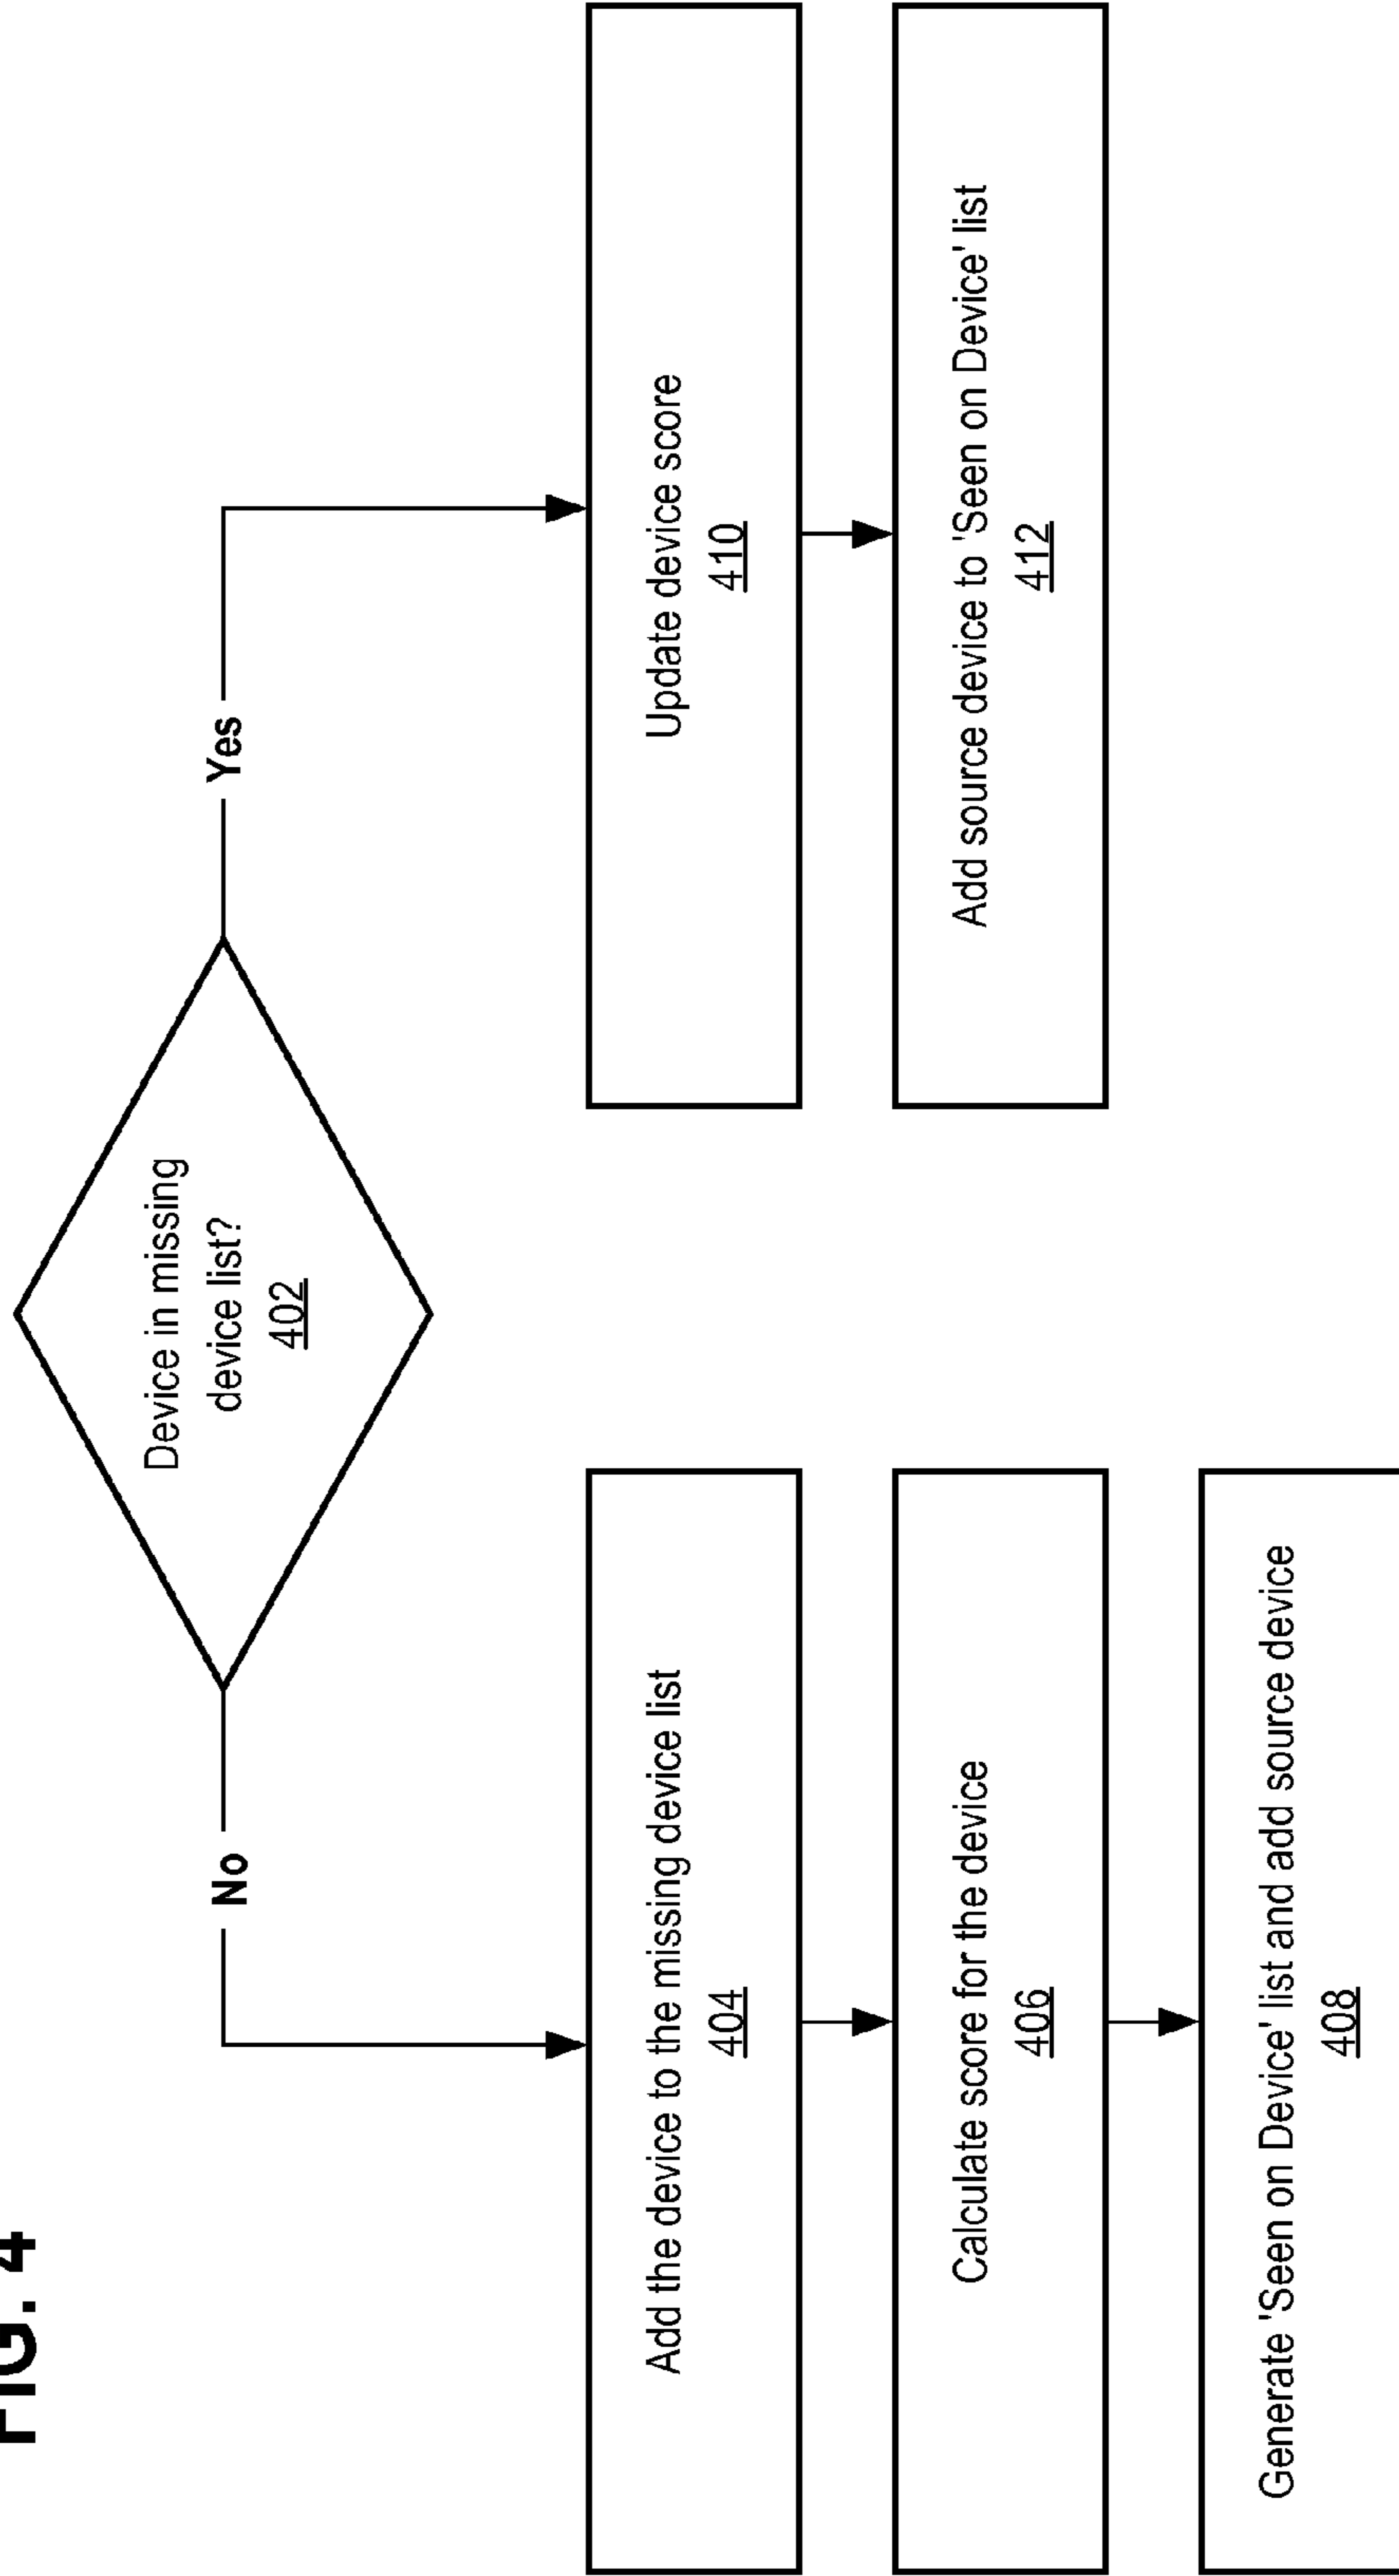 FIG. 4
Device in missing
device list?
402
No
Yes
Add the device to the missing device list
404
Calculate score for the device
406
Generate 'Seen on Device' list and add source device
408
Update device score
410
Add source device to 'Seen on Device' list
412